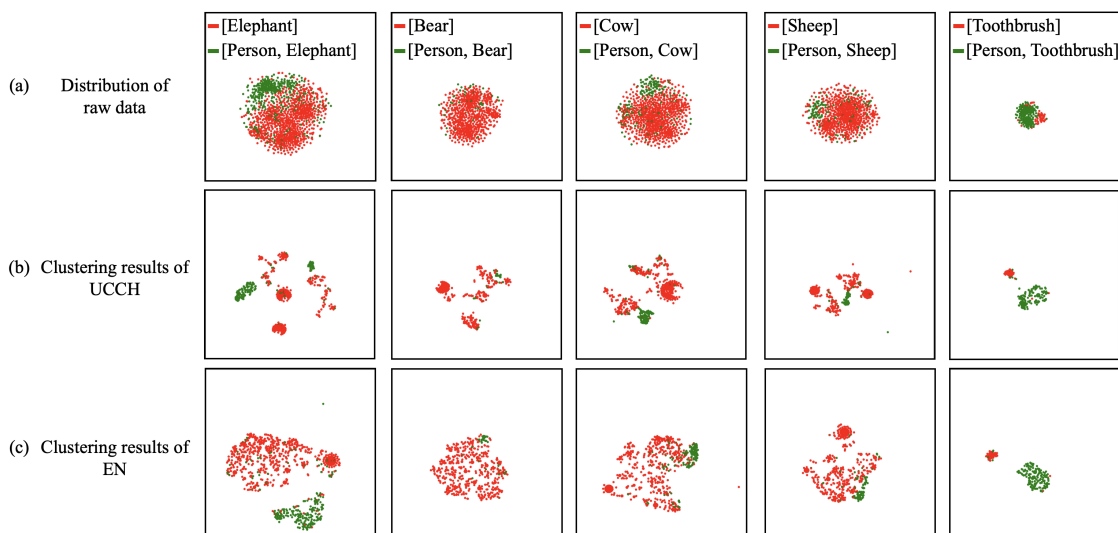 [Elephant]
[Person, Elephant]
[Bear]
[Person, Bear]
[Cow]
[Person, Cow]
[Sheep]
[Person, Sheep]
[Toothbrush]
[Person, Toothbrush]
(a) Distribution of
raw data
(b) Clustering results of
UCCH
(c) Clustering results of
EN